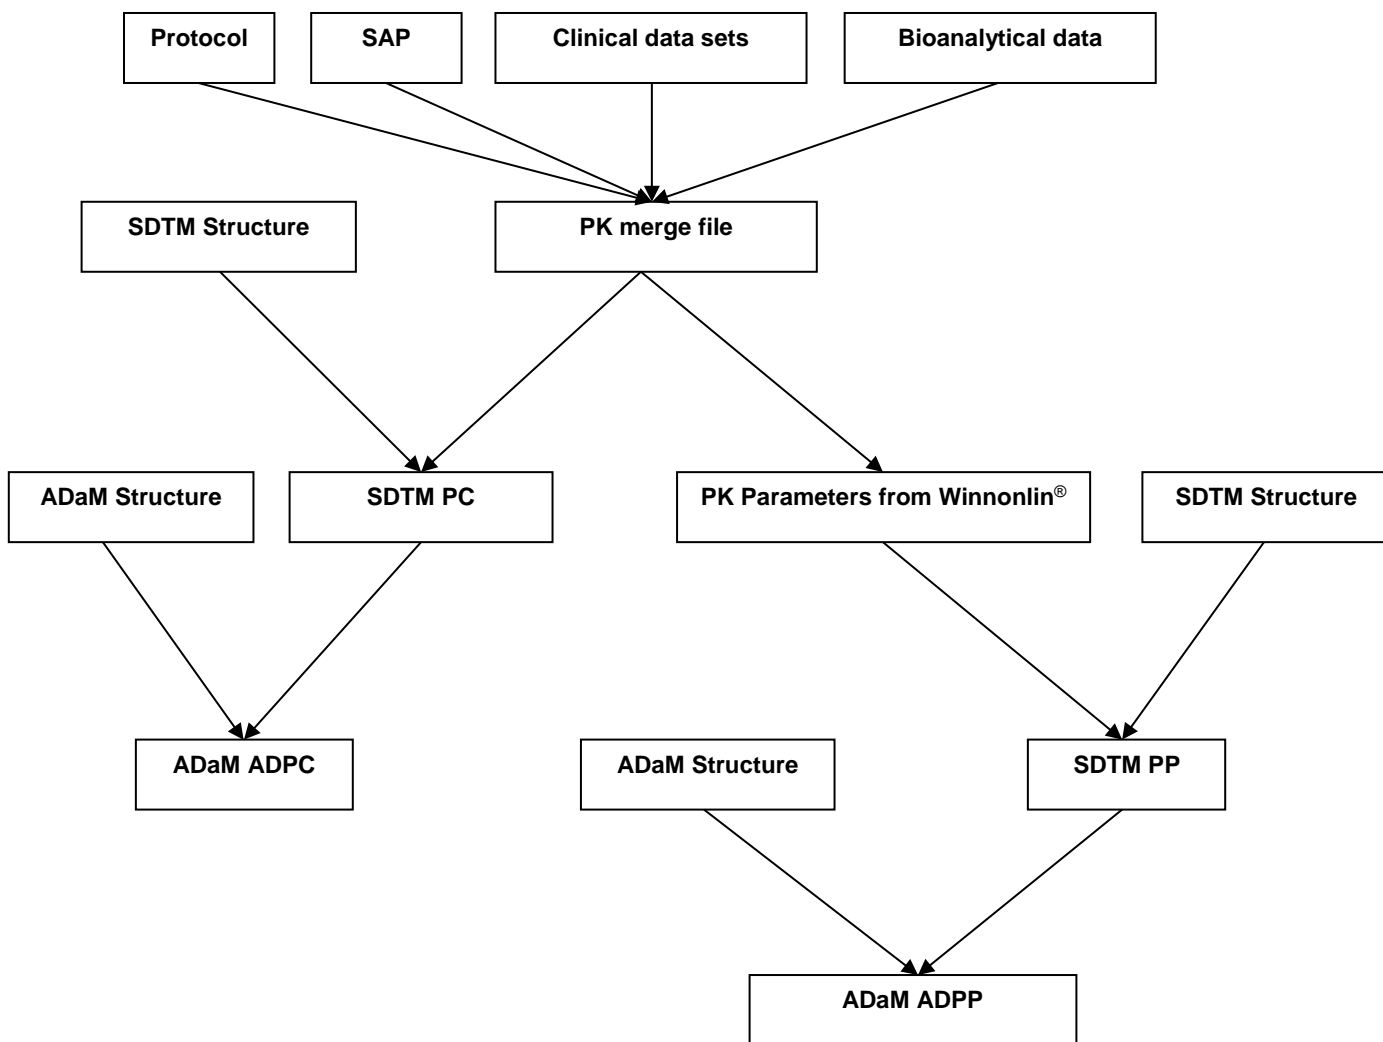 Protocol
SAP
Clinical data sets
Bioanalytical data
SDTM Structure
PK merge file
ADaM Structure
SDTM PC
PK Parameters from Winnonlin®
SDTM Structure
ADaM ADPC
ADaM Structure
SDTM PP
ADaM ADPP